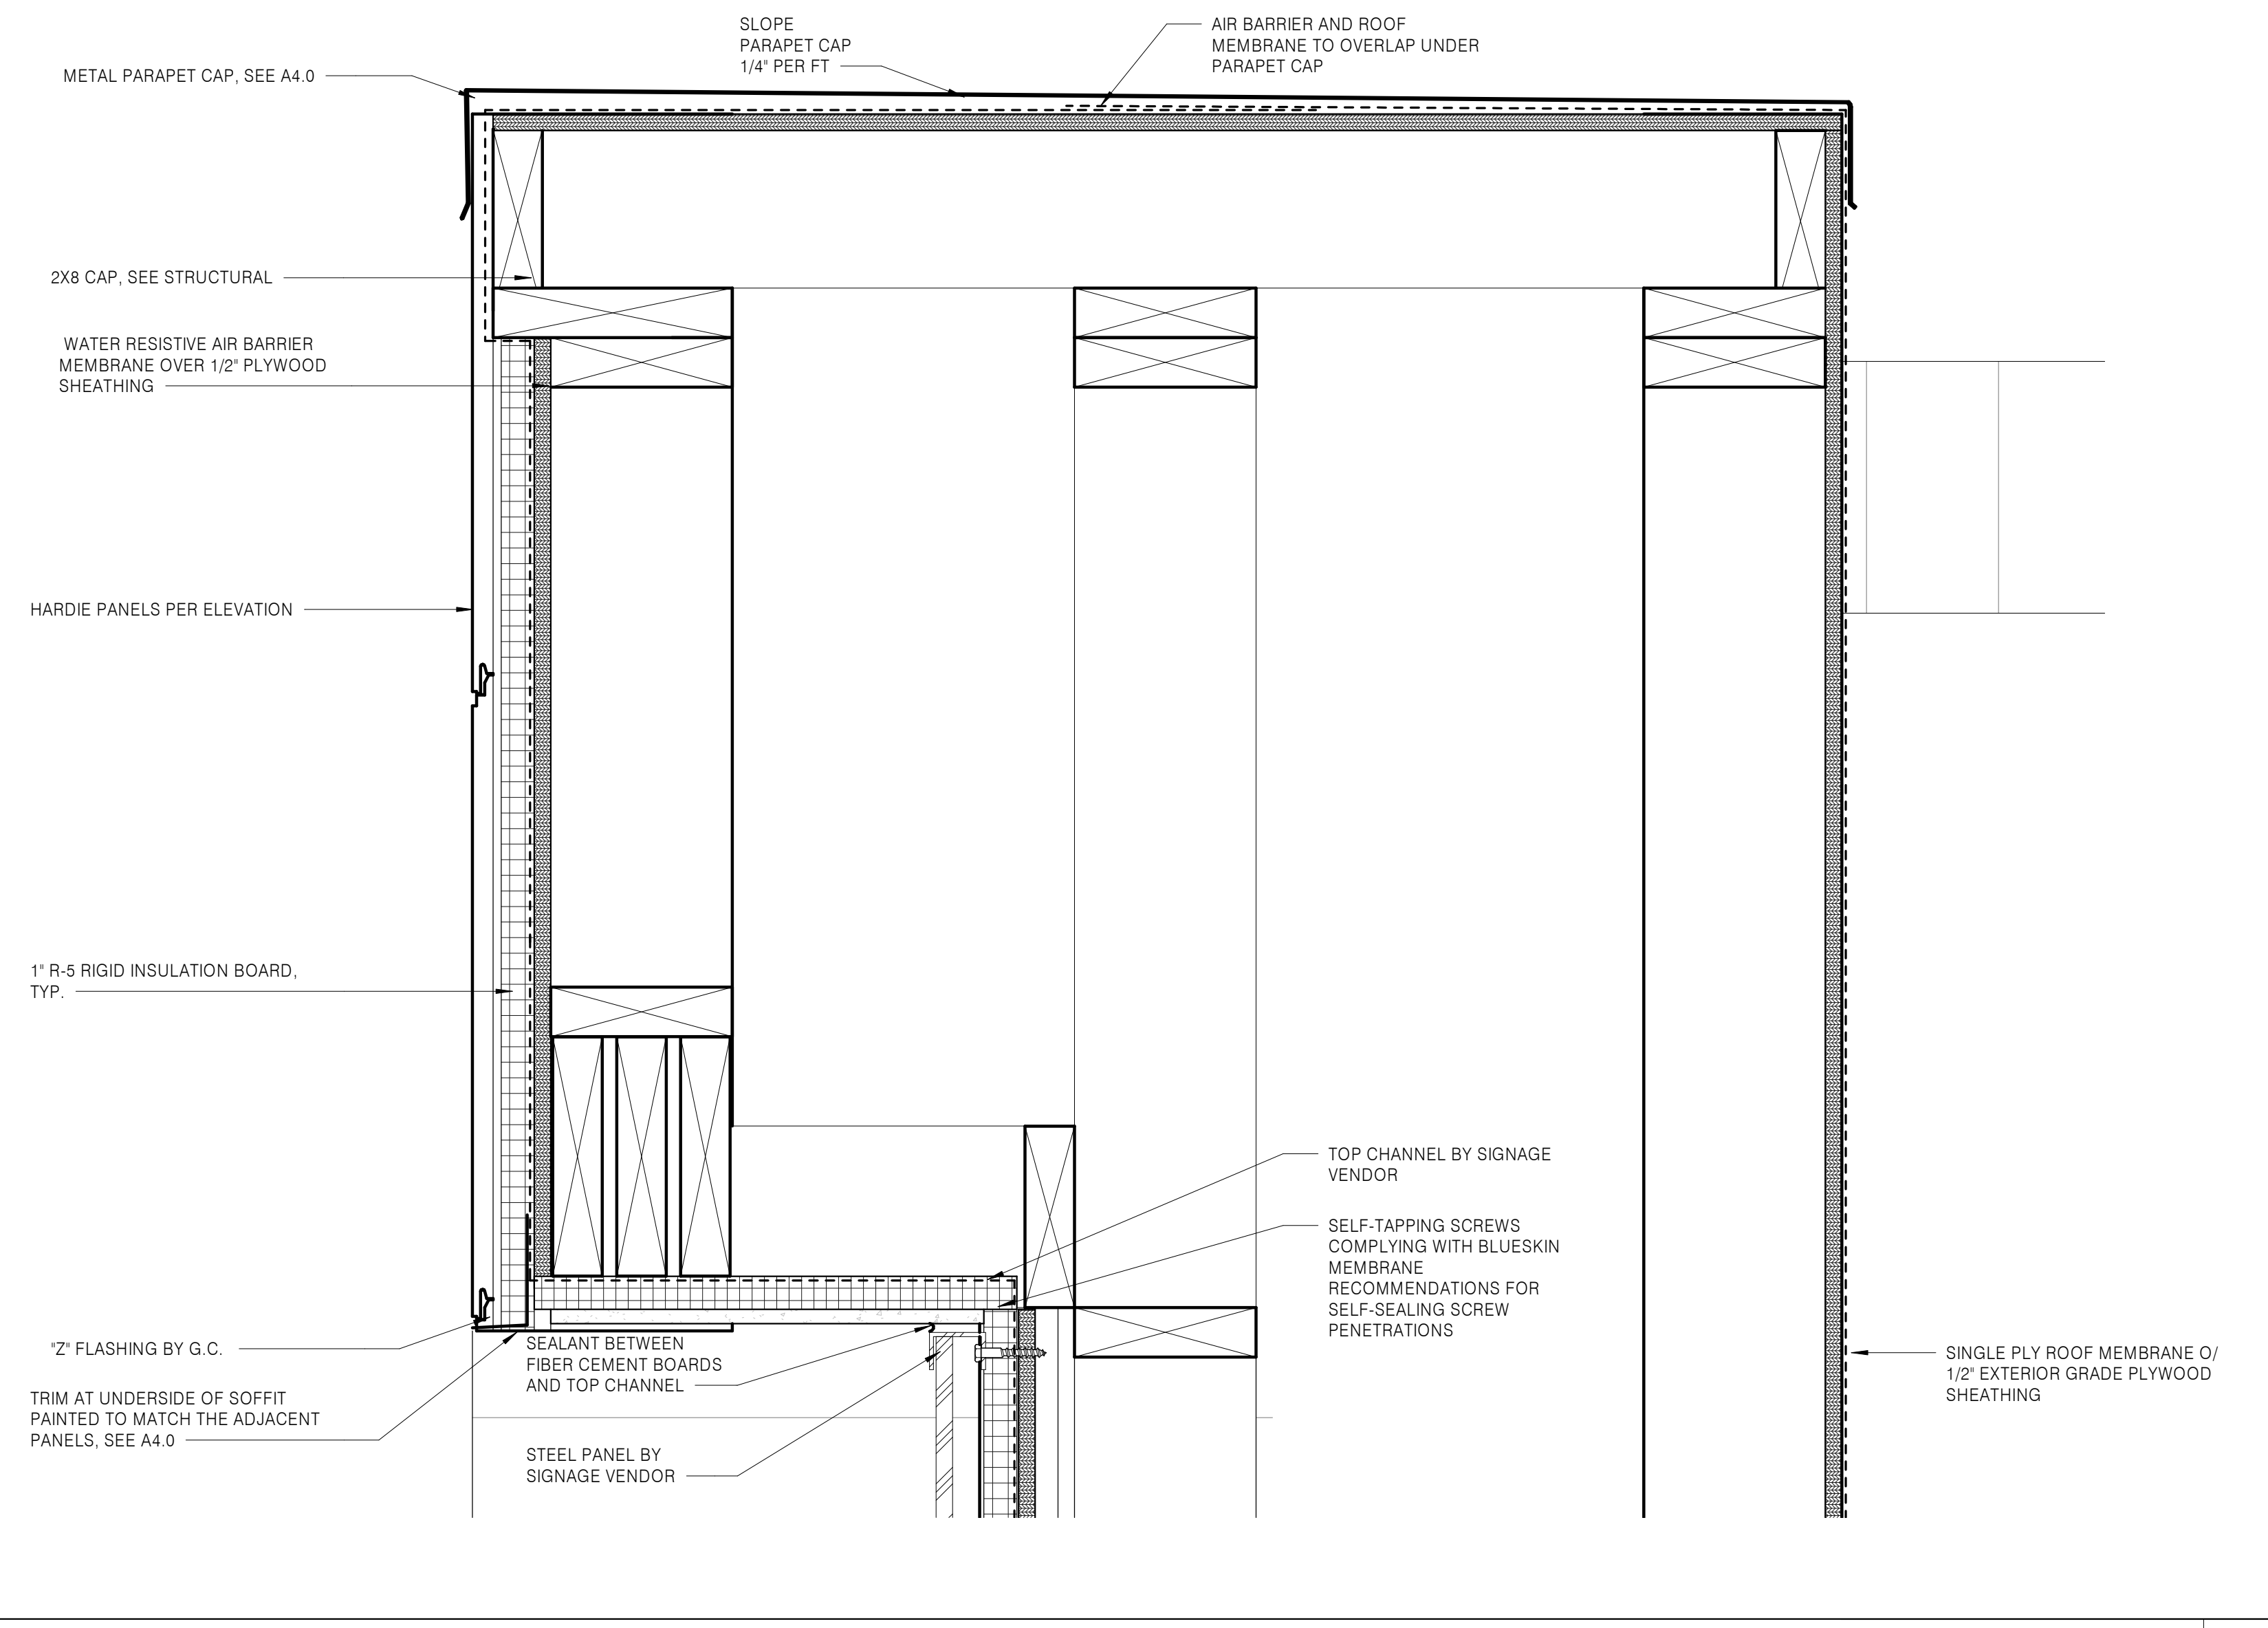 SLOPE
PARAPET CAP
1/4" PER FT
AIR BARRIER AND ROOF
MEMBRANE TO OVERLAP UNDER
PARAPET CAP
METAL PARAPET CAP, SEE A4.0
2X8 CAP, SEE STRUCTURAL
WATER RESISTIVE AIR BARRIER
MEMBRANE OVER 1/2" PLYWOOD
SHEATHING
HARDIE PANELS PER ELEVATION
1" R-5 RIGID INSULATION BOARD,
TYP.
TOP CHANNEL BY SIGNAGE
VENDOR
SELF-TAPPING SCREWS
COMPLYING WITH BLUESKIN
MEMBRANE
RECOMMENDATIONS FOR
SELF-SEALING SCREW
PENETRATIONS
"Z" FLASHING BY G.C.
SEALANT BETWEEN
FIBER CEMENT BOARDS
AND TOP CHANNEL
SINGLE PLY ROOF MEMBRANE O/
1/2" EXTERIOR GRADE PLYWOOD
SHEATHING
TRIM AT UNDERSIDE OF SOFFIT
PAINTED TO MATCH THE ADJACENT
PANELS, SEE A4.0
STEEL PANEL BY
SIGNAGE VENDOR